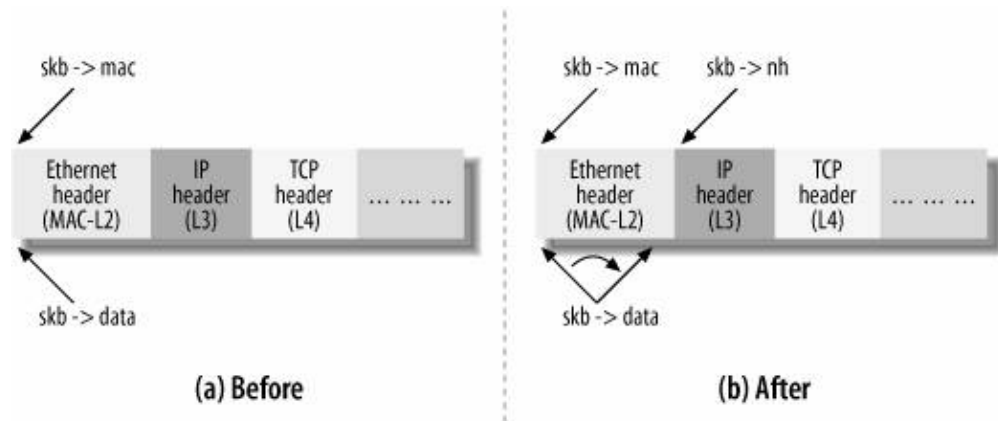 skb -> mac
Ethernet
header
(MAC-L2)
IP
header
(L3)
TCP
header
(L4)
... ... ...
skb -> data
(a) Before
skb -> mac
skb -> nh
Ethernet
header
(MAC-L2)
IP
header
(L3)
TCP
header
(L4)
... ... ...
skb -> data
(b) After